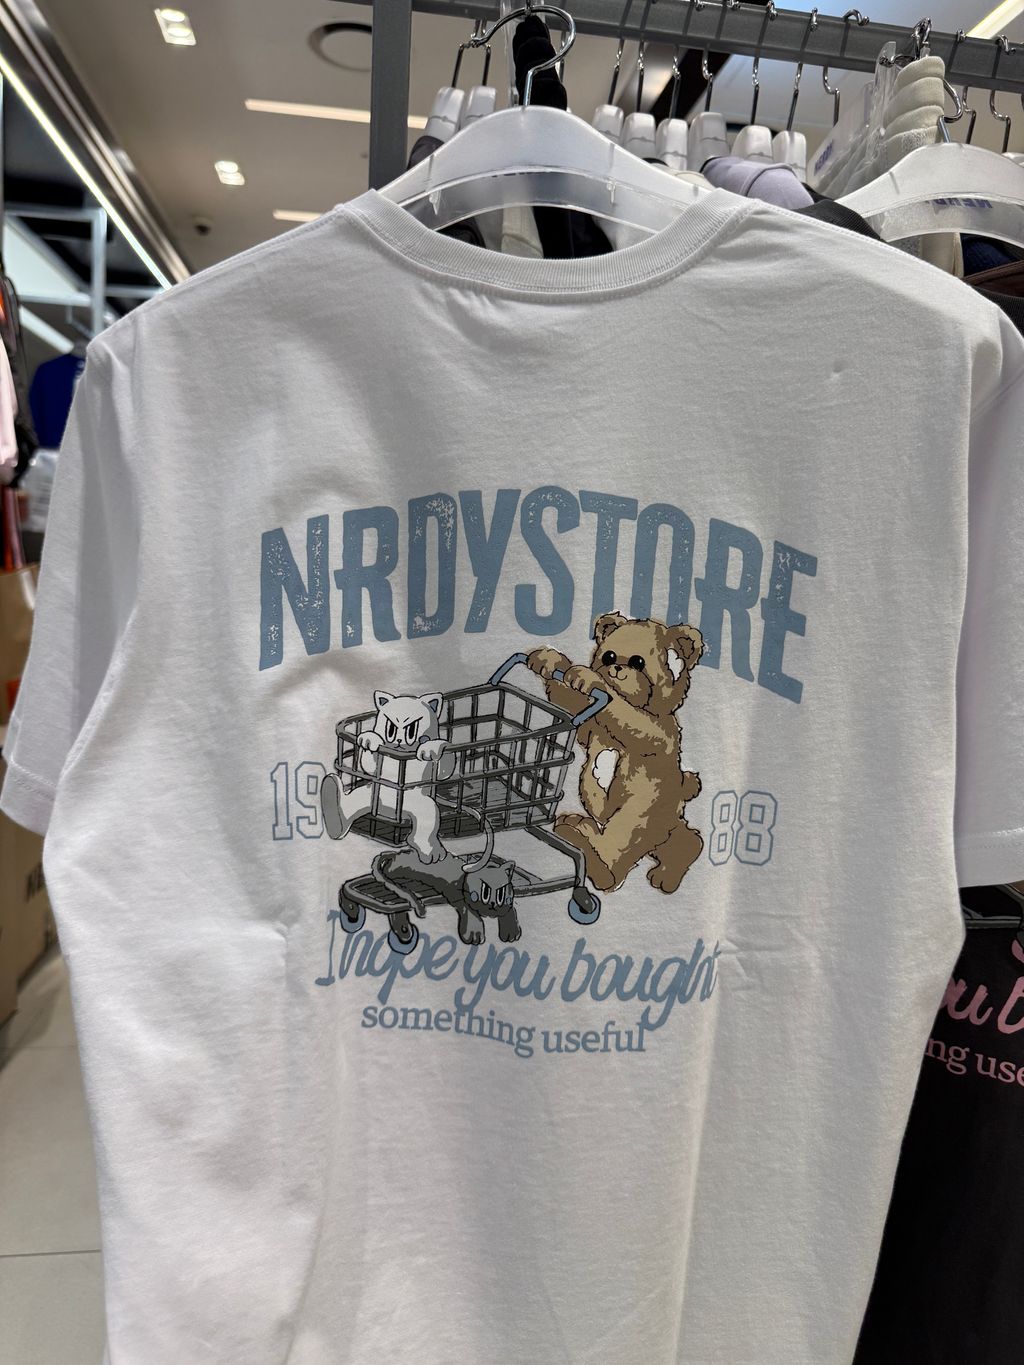 NRDYSTORE
19 88
I hope you bought
something useful